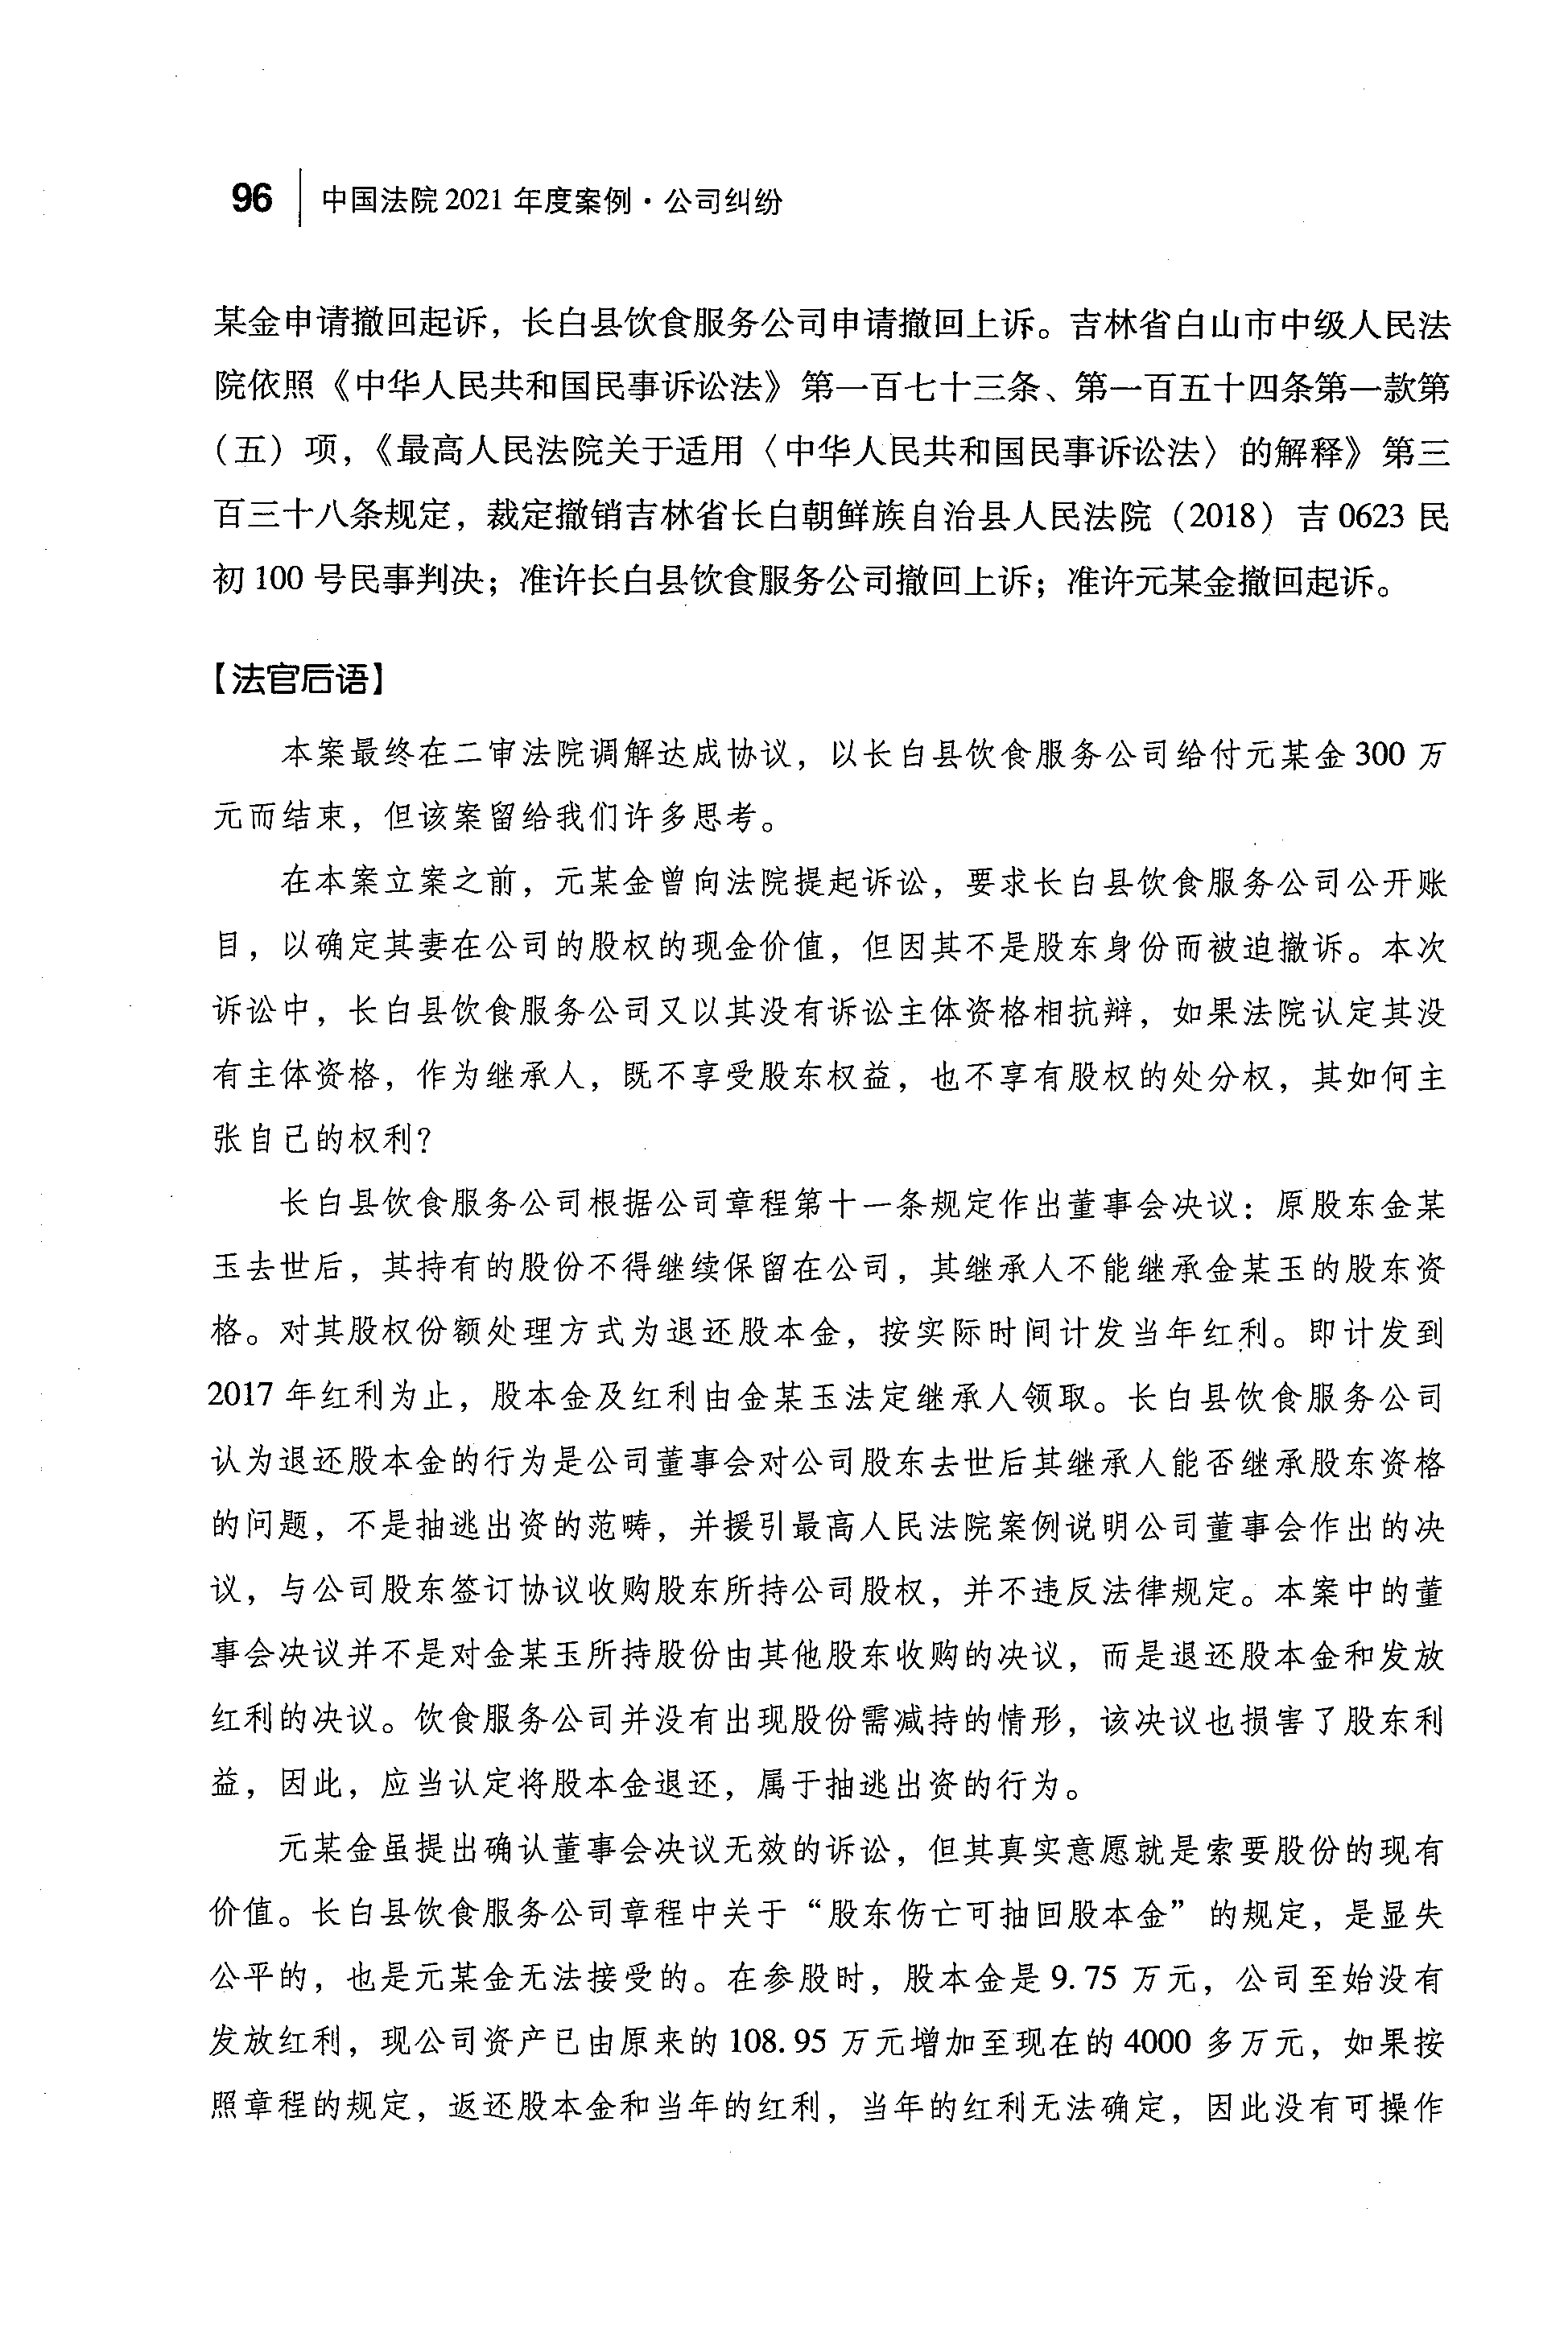 96 中国法院 2021 年度案例·公司纠纷
某金申请撤回起诉，长白县饮食服务公司申请撤回上诉。吉林省白山市中级人民法
院依照《中华人民共和国民事诉讼法》第一百七十三条、第一百五十四条第一款第
（五）项，《最高人民法院关于适用〈中华人民共和国民事诉讼法〉的解释》第三
百三十八条规定，裁定撤销吉林省长白朝鲜族自治县人民法院（2018）吉 0623 民
初 100 号民事判决；准许长白县饮食服务公司撤回上诉；准许元某金撤回起诉。
【法官后语】
本案最终在二审法院调解达成协议，以长白县饮食服务公司给付元某金 300 万
元而结束，但该案留给我们许多思考。
在本案立案之前，元某金曾向法院提起诉讼，要求长白县饮食服务公司公开账
目，以确定其妻在公司的股权的现金价值，但因其不是股东身份而被迫撤诉。本次
诉讼中，长白县饮食服务公司又以其没有诉讼主体资格相抗辩，如果法院认定其没
有主体资格，作为继承人，既不享受股东权益，也不享有股权的处分权，其如何主
张自己的权利？
长白县饮食服务公司根据公司章程第十一条规定作出董事会决议：原股东金某
玉去世后，其持有的股份不得继续保留在公司，其继承人不能继承金某玉的股东资
格。对其股权份额处理方式为退还股本金，按实际时间计发当年红利。即计发到
2017 年红利为止，股本金及红利由金某玉法定继承人领取。长白县饮食服务公司
认为退还股本金的行为是公司董事会对公司股东去世后其继承人能否继承股东资格
的问题，不是抽逃出资的范畴，并援引最高人民法院案例说明公司董事会作出的决
议，与公司股东签订协议收购股东所持公司股权，并不违反法律规定。本案中的董
事会决议并不是对金某玉所持股份由其他股东收购的决议，而是退还股本金和发放
红利的决议。饮食服务公司并没有出现股份需减持的情形，该决议也损害了股东利
益，因此，应当认定将股本金退还，属于抽逃出资的行为。
元某金虽提出确认董事会决议无效的诉讼，但其真实意愿就是索要股份的现有
价值。长白县饮食服务公司章程中关于“股东伤亡可抽回股本金”的规定，是显失
公平的，也是元某金无法接受的。在参股时，股本金是 9.75 万元，公司至始没有
发放红利，现公司资产已由原来的 108.95 万元增加至现在的 4000 多万元，如果按
照章程的规定，返还股本金和当年的红利，当年的红利无法确定，因此没有可操作